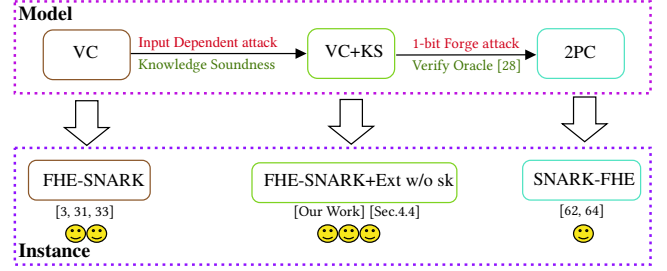 Model
VC
Input Dependent attack
Knowledge Soundness
VC+KS
1-bit Forge attack
Verify Oracle [28]
2PC
FHE-SNARK
FHE-SNARK+Ext w/o sk
SNARK-FHE
[3, 31, 33]
[Our Work] [Sec.4.4]
[62, 64]
Instance